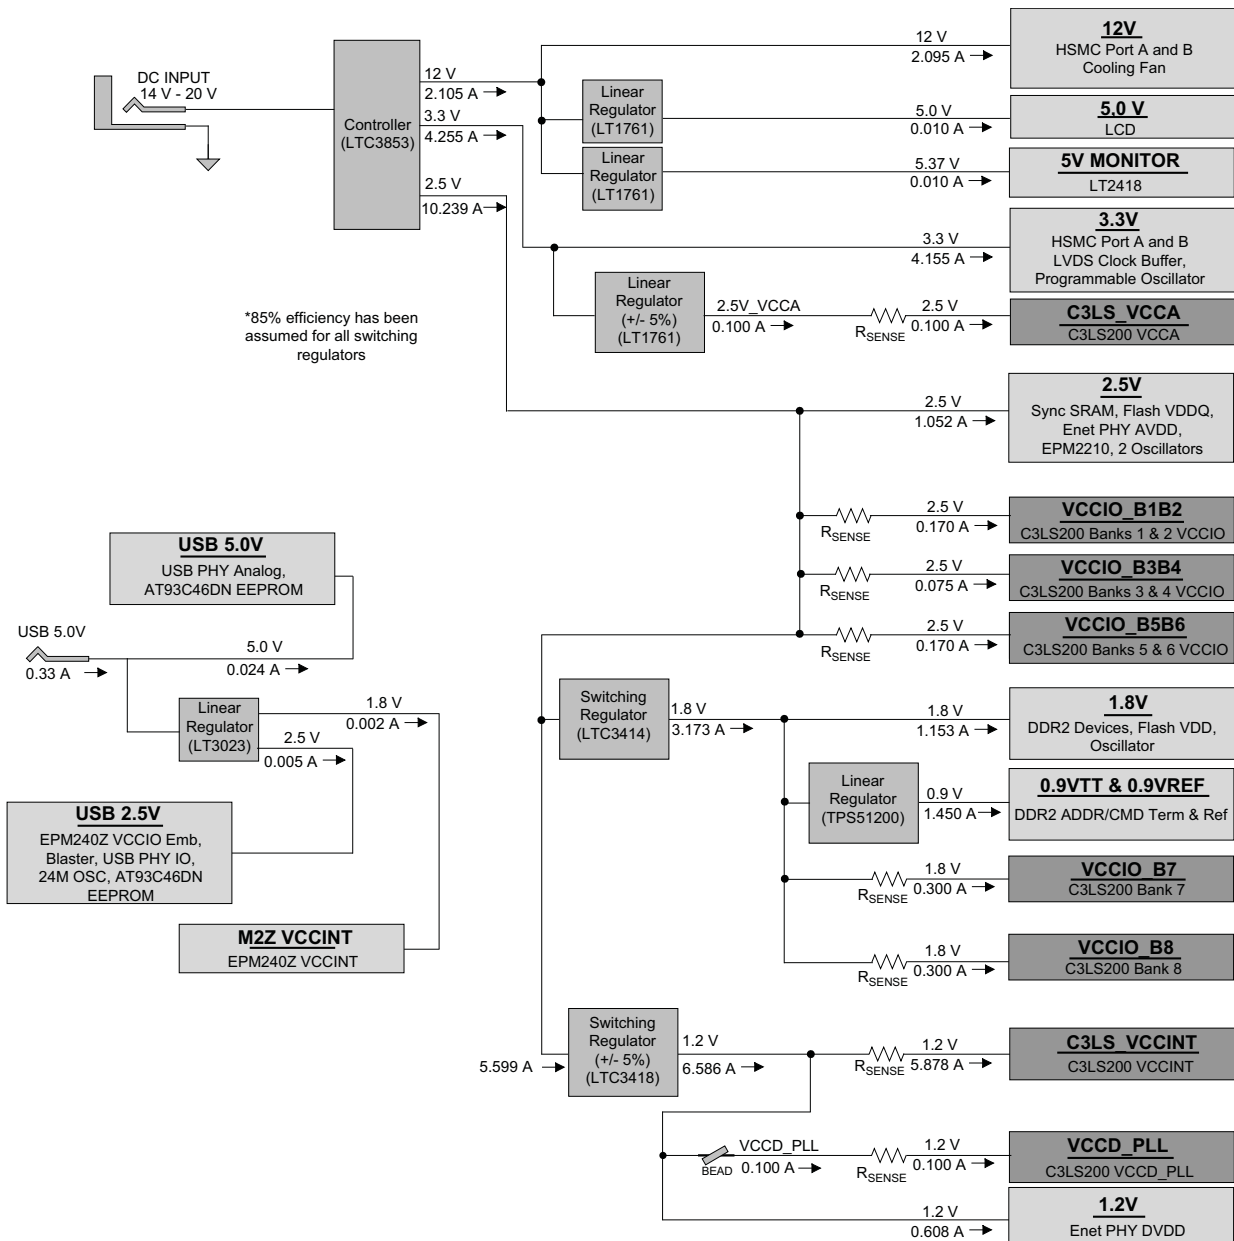 DC INPUT
14 V - 20 V
Controller
(LTC3853)
12 V
2.105 A
3.3 V
4.255 A
2.5 V
10.239 A
*85% efficiency has been
assumed for all switching
regulators
Linear
Regulator
(LT1761)
Linear
Regulator
(LT1761)
12 V
2.095 A
12V
HSMC Port A and B
Cooling Fan
5.0 V
0.010 A
5,0 V
LCD
5.37 V
0.010 A
5V MONITOR
LT2418
3.3 V
4.155 A
3.3V
HSMC Port A and B
LVDS Clock Buffer,
Programmable Oscillator
Linear
Regulator
(+/- 5%)
(LT1761)
2.5V_VCCA
0.100 A
RSENSE
2.5 V
0.100 A
C3LS_VCCA
C3LS200 VCCA
2.5 V
1.052 A
2.5V
Sync SRAM, Flash VDDQ,
Enet PHY AVDD,
EPM2210, 2 Oscillators
RSENSE
2.5 V
0.170 A
VCCIO_B1B2
C3LS200 Banks 1 & 2 VCCIO
RSENSE
2.5 V
0.075 A
VCCIO_B3B4
C3LS200 Banks 3 & 4 VCCIO
RSENSE
2.5 V
0.170 A
VCCIO_B5B6
C3LS200 Banks 5 & 6 VCCIO
USB 5.0V
USB PHY Analog,
AT93C46DN EEPROM
USB 5.0V
0.33 A
5.0 V
0.024 A
Linear
Regulator
(LT3023)
1.8 V
0.002 A
2.5 V
0.005 A
USB 2.5V
EPM240Z VCCIO Emb,
Blaster, USB PHY IO,
24M OSC, AT93C46DN
EEPROM
M2Z VCCINT
EPM240Z VCCINT
Switching
Regulator
(LTC3414)
1.8 V
3.173 A
1.8 V
1.153 A
1.8V
DDR2 Devices, Flash VDD,
Oscillator
Linear
Regulator
(TPS51200)
0.9 V
1.450 A
0.9VTT & 0.9VREF
DDR2 ADDR/CMD Term & Ref
RSENSE
1.8 V
0.300 A
VCCIO_B7
C3LS200 Bank 7
RSENSE
1.8 V
0.300 A
VCCIO_B8
C3LS200 Bank 8
5.599 A
Switching
Regulator
(+/- 5%)
(LTC3418)
1.2 V
6.586 A
RSENSE
1.2 V
5.878 A
C3LS_VCCINT
C3LS200 VCCINT
BEAD
VCCD_PLL
0.100 A
RSENSE
1.2 V
0.100 A
VCCD_PLL
C3LS200 VCCD_PLL
1.2 V
0.608 A
1.2V
Enet PHY DVDD